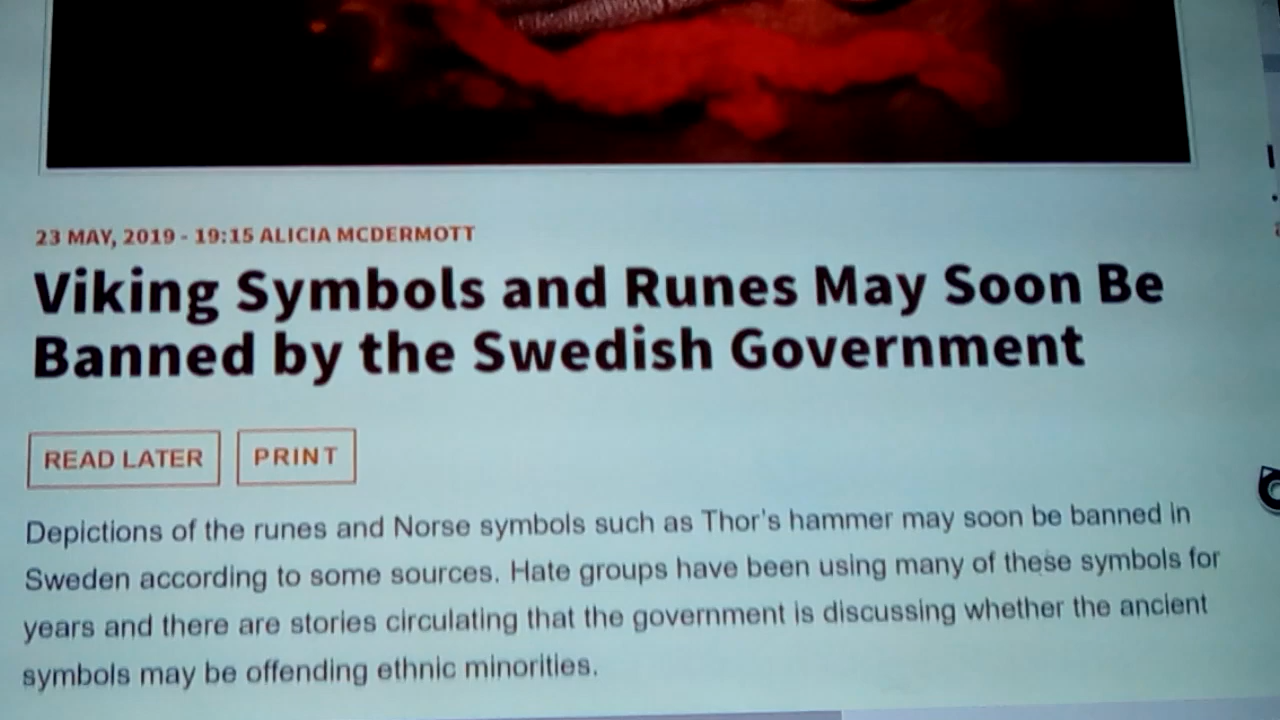 23 MAY, 2019 - 19:15 ALICIA MCDERMOTT
Viking Symbols and Runes May Soon Be
Banned by the Swedish Government
READ LATER PRINT
Depictions of the runes and Norse symbols such as Thor's hammer may soon be banned in
Sweden according to some sources. Hate groups have been using many of these symbols for
years and there are stories circulating that the government is discussing whether the ancient
symbols may be offending ethnic minorities.